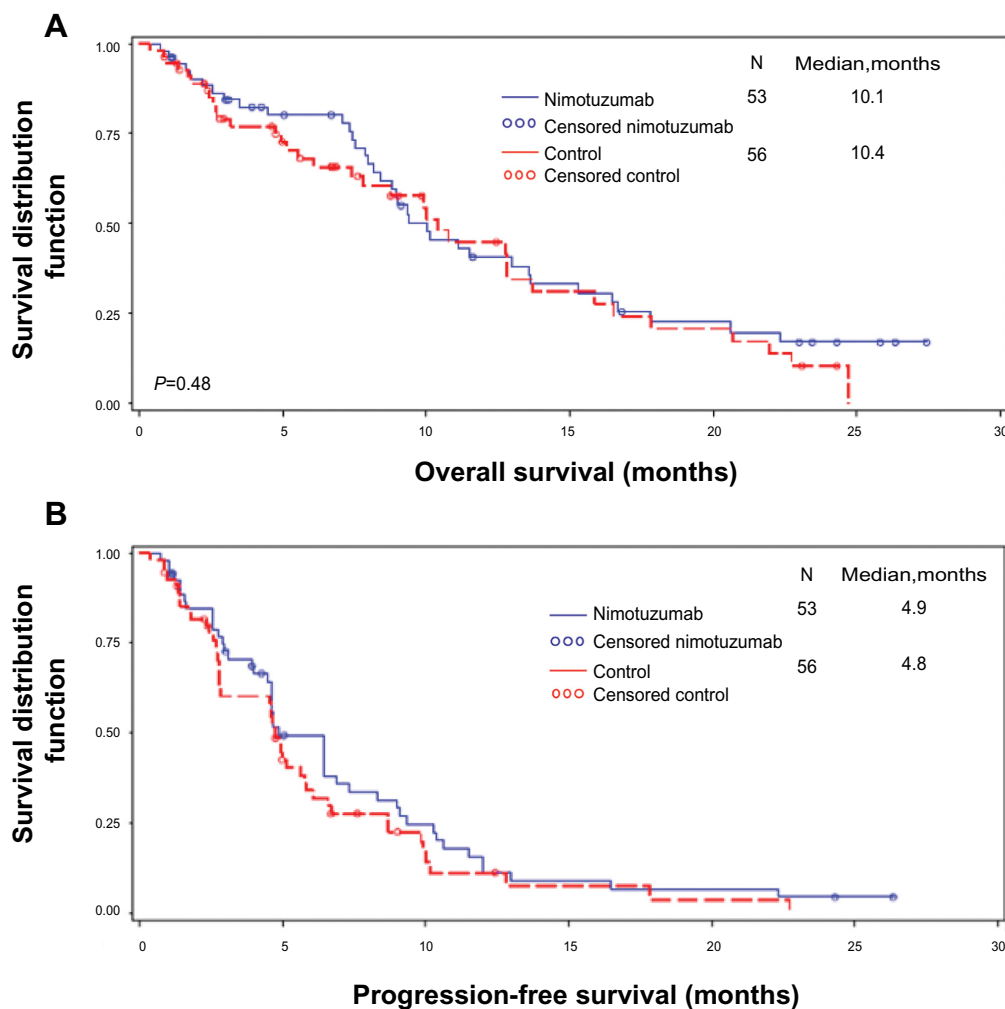 A
1.00
0.75
0.50
0.25
0.00
Survival distribution
function
N Median,months
Nimotuzumab 53 10.1
Censored nimotuzumab
Control 56 10.4
Censored control
P=0.48
0 5 10 15 20 25 30
Overall survival (months)
B
1.00
0.75
0.50
0.25
0.00
Survival distribution
function
N Median,months
Nimotuzumab 53 4.9
Censored nimotuzumab
Control 56 4.8
Censored control
0 5 10 15 20 25 30
Progression-free survival (months)